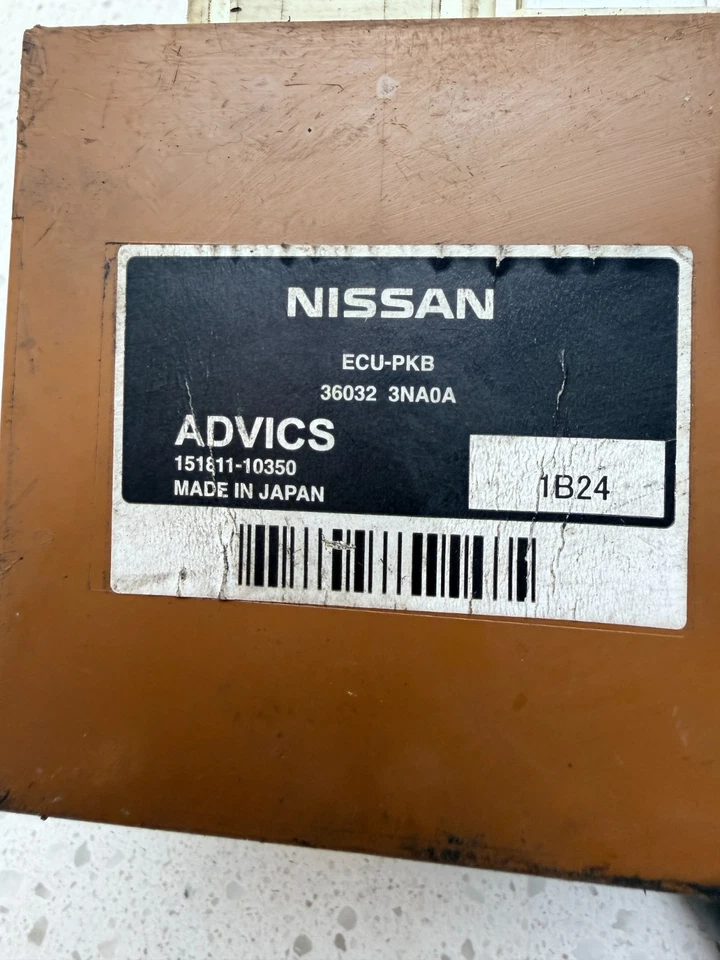 NISSAN
ECU-PKB
36032 3NA0A
ADVICS
151811-10350
MADE IN JAPAN
1B24